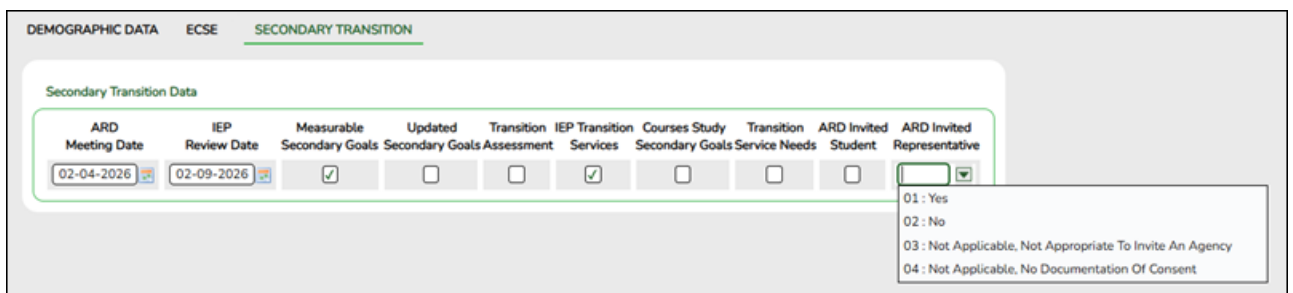 DEMOGRAPHIC DATA ECSE SECONDARY TRANSITION
Secondary Transition Data
ARD IEP Measurable Updated Transition IEP Transition Courses Study Transition ARD Invited ARD Invited
Meeting Date Review Date Secondary Goals Secondary Goals Assessment Services Secondary Goals Service Needs Student Representative
02-04-2026 02-09-2026
01 : Yes
02 : No
03 : Not Applicable, Not Appropriate To Invite An Agency
04 : Not Applicable, No Documentation Of Consent